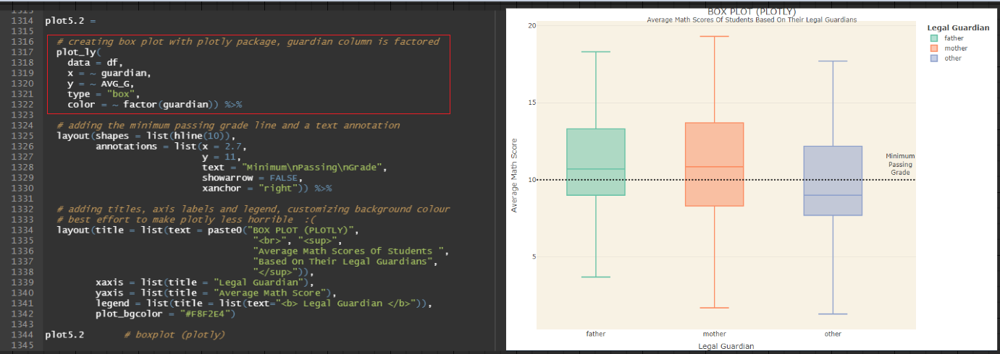 1313
1314 plot5.2 =
1315
1316 # creating box plot with plotly package, guardian column is factored
1317 plot_ly(
1318 data = df,
1319 x = ~ guardian,
1320 y = ~ AVG_G,
1321 type = "box",
1322 color = ~ factor(guardian)) %>%
1323
1324 # adding the minimum passing grade line and a text annotation
1325 layout(shapes = list(hline(10)),
1326 annotations = list(x = 2.7,
1327 y = 11,
1328 text = "Minimum\nPassing\nGrade",
1329 showarrow = FALSE,
1330 xanchor = "right")) %>%
1331
1332 # adding titles, axis labels and legend, customizing background colour
1333 # best effort to make plotly less horrible :(
1334 layout(title = list(text = paste0("BOX PLOT (PLOTLY)",
1335 "<br>", "<sup>",
1336 "Average Math Scores Of Students ",
1337 "Based On Their Legal Guardians",
1338 "</sup>")),
1339 xaxis = list(title = "Legal Guardian"),
1340 yaxis = list(title = "Average Math Score"),
1341 legend = list(title = list(text="<b> Legal Guardian </b>")),
1342 plot_bgcolor = "#F8F2E4")
1343
1344 plot5.2 # boxplot (plotly)
1345
BOX PLOT (PLOTLY)
Average Math Scores Of Students Based On Their Legal Guardians
Legal Guardian
father
mother
other
20
15
10
5
Average Math Score
Minimum
Passing
Grade
father
mother
other
Legal Guardian